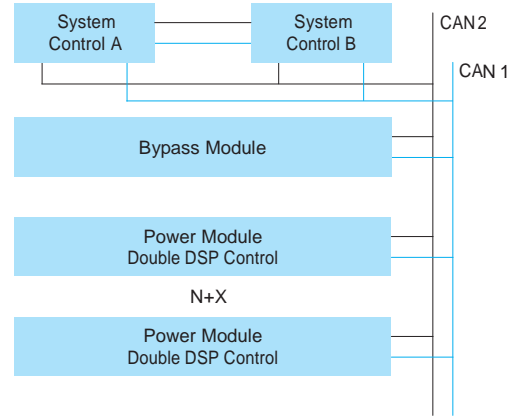 System
Control A
System
Control B
CAN 2
CAN 1
Bypass Module
Power Module
Double DSP Control
N+X
Power Module
Double DSP Control